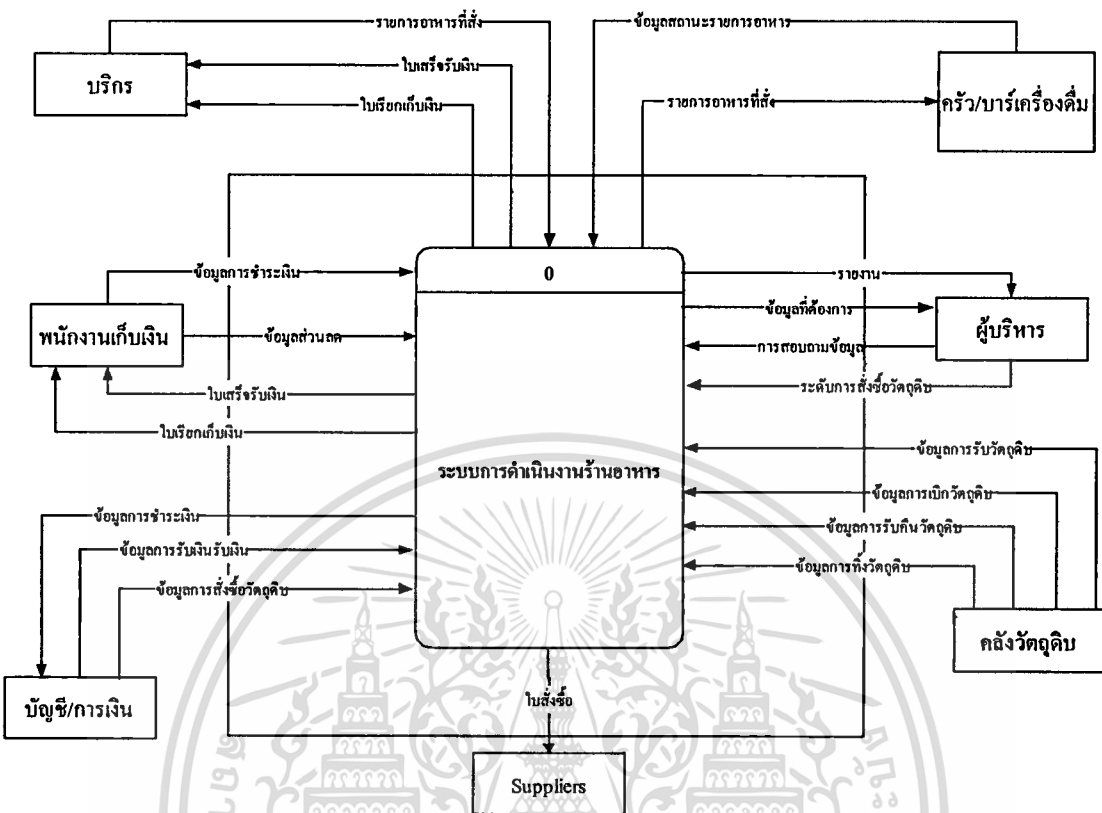 รายการอาหารที่สั่ง
ข้อมูลสถานะรายการอาหาร
บริกร
ใบเสร็จรับเงิน
ใบเรียกเก็บเงิน
รายการอาหารที่สั่ง
ครัว/บาร์เครื่องดื่ม
0
ข้อมูลการชำระเงิน
รายงาน
พนักงานเก็บเงิน
ข้อมูลส่วนลด
ข้อมูลที่ต้องการ
ผู้บริหาร
การสอบถามข้อมูล
ใบเสร็จรับเงิน
ระดับการสั่งซื้อวัตถุดิบ
ใบเรียกเก็บเงิน
ข้อมูลการรับวัตถุดิบ
ระบบการดำเนินงานร้านอาหาร
ข้อมูลการเบิกวัตถุดิบ
ข้อมูลการชำระเงิน
ข้อมูลการรับคืนวัตถุดิบ
ข้อมูลการรับเงินรับเงิน
ข้อมูลการทิ้งวัตถุดิบ
ข้อมูลการสั่งซื้อวัตถุดิบ
คลังวัตถุดิบ
บัญชี/การเงิน
ใบสั่งซื้อ
Suppliers